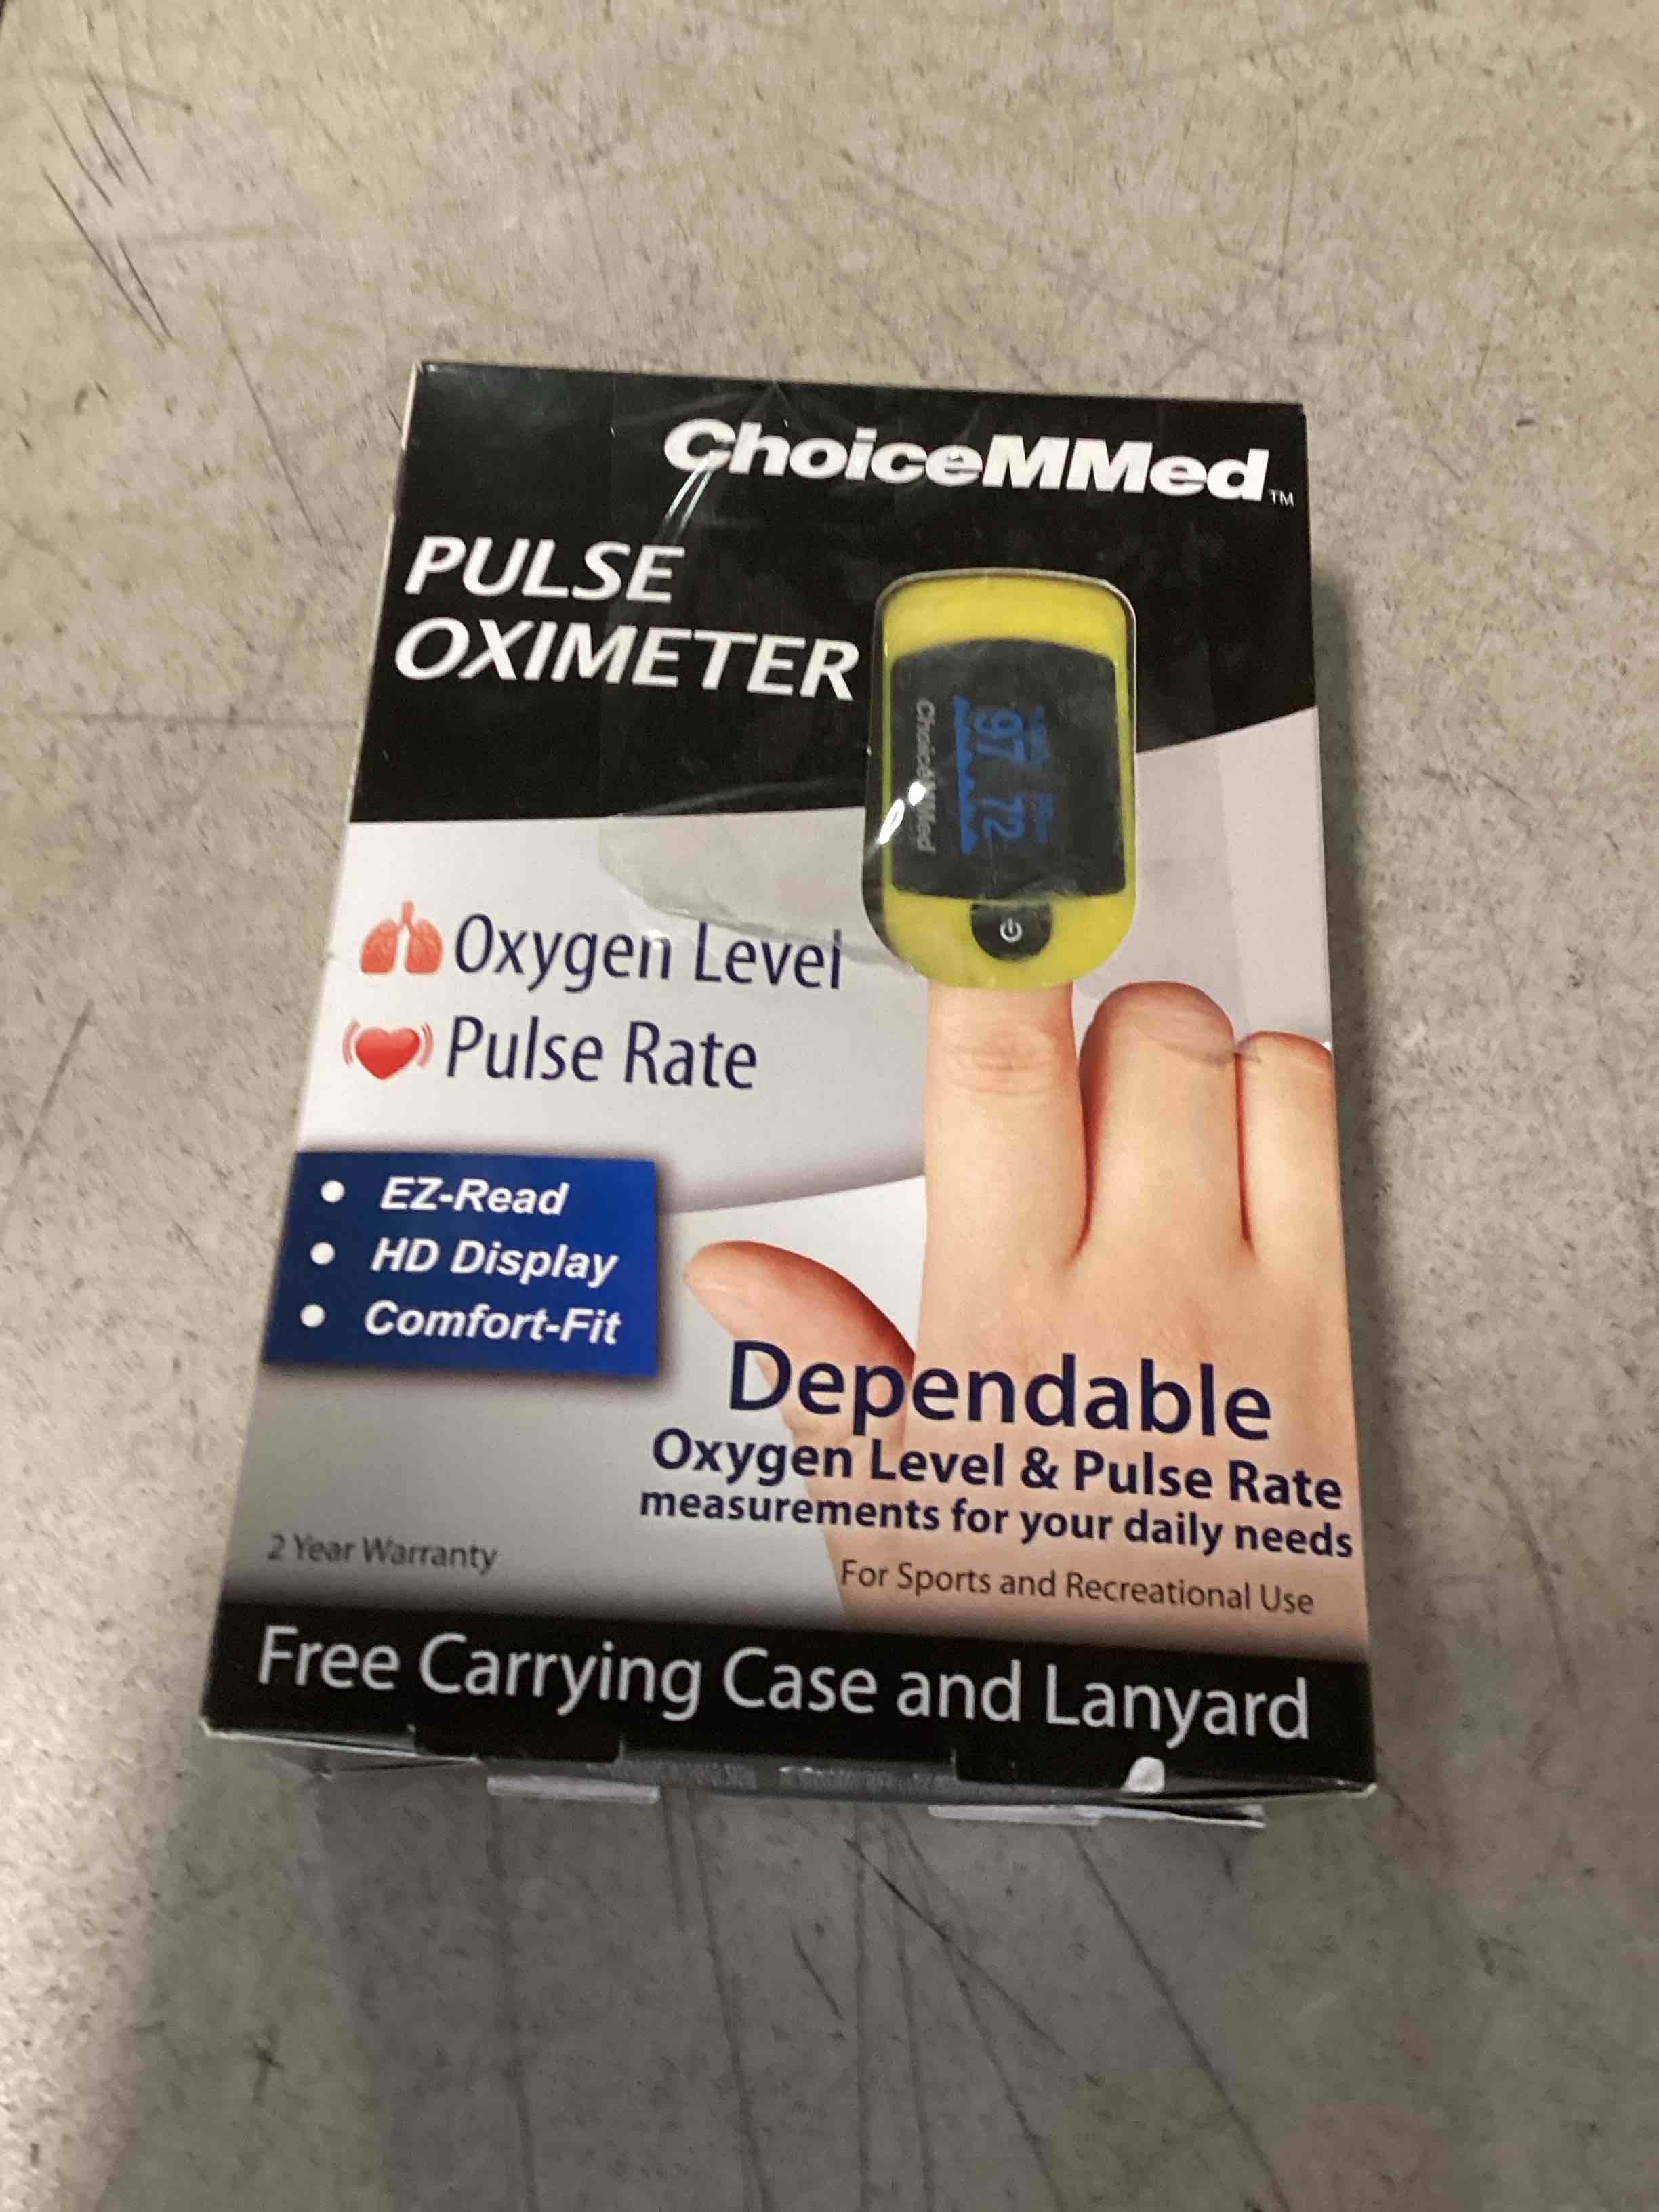 ChoiceMMed™
PULSE
OXIMETER
97 72
ChoiceMMed
Oxygen Level
Pulse Rate
• EZ-Read
• HD Display
• Comfort-Fit
Dependable
Oxygen Level & Pulse Rate
measurements for your daily needs
2 Year Warranty
For Sports and Recreational Use
Free Carrying Case and Lanyard